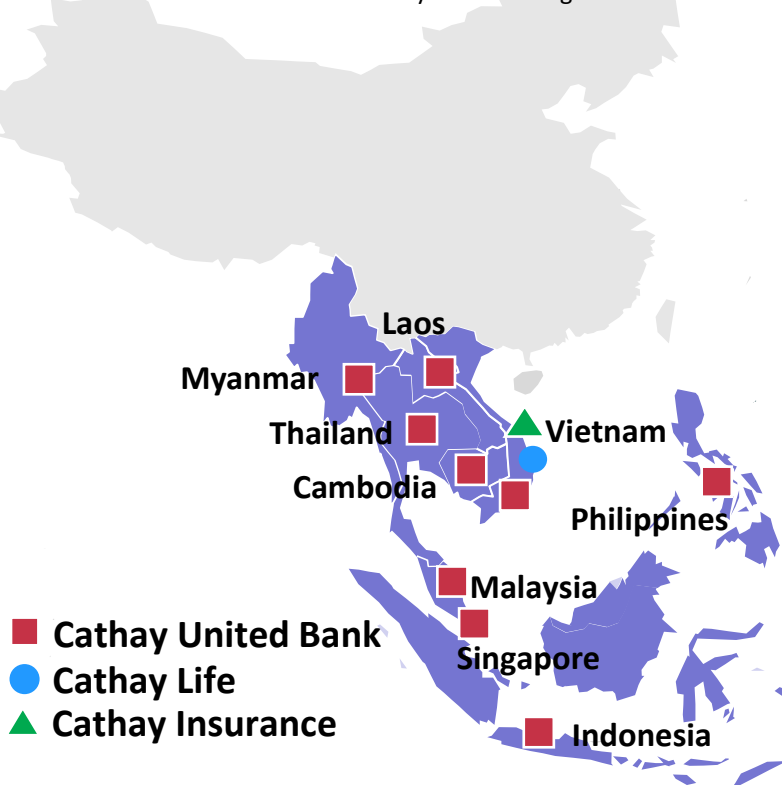 Laos
Myanmar
Thailand
Vietnam
Cambodia
Philippines
Malaysia
Cathay United Bank
Singapore
Cathay Life
Cathay Insurance
Indonesia